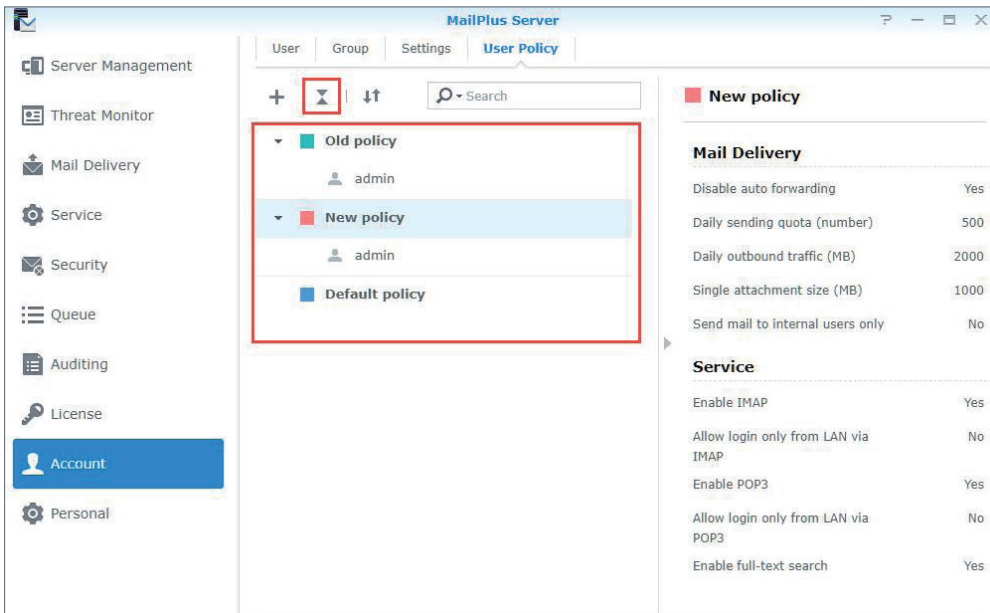 MailPlus Server
Server Management
Threat Monitor
Mail Delivery
Service
Security
Queue
Auditing
License
Account
Personal
User Group Settings User Policy
Search
Old policy
admin
New policy
admin
Default policy
New policy
Mail Delivery
Disable auto forwarding Yes
Daily sending quota (number) 500
Daily outbound traffic (MB) 2000
Single attachment size (MB) 1000
Send mail to internal users only No
Service
Enable IMAP Yes
Allow login only from LAN via No
IMAP
Enable POP3 Yes
Allow login only from LAN via No
POP3
Enable full-text search Yes